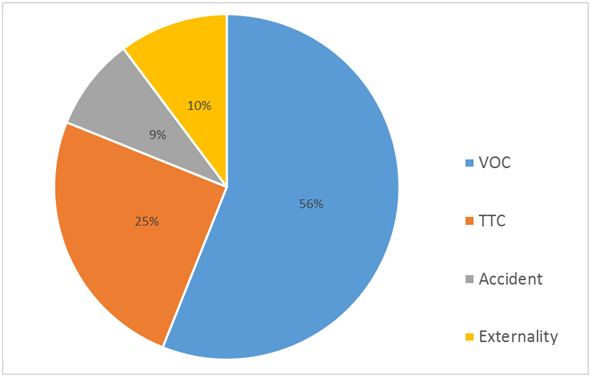 10%
9%
25%
56%
VOC
TTC
Accident
Externality